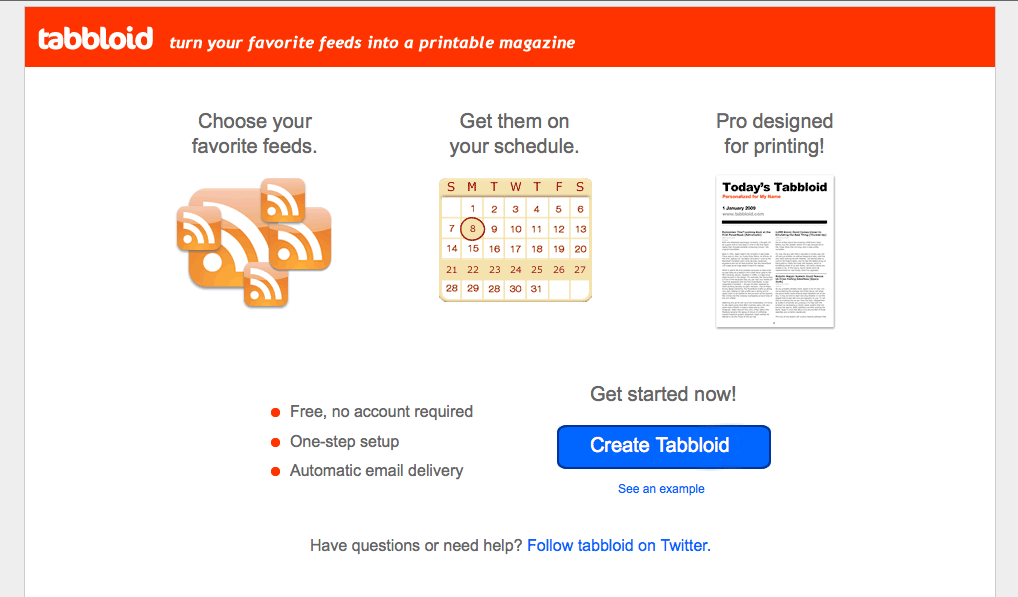 tabbloid turn your favorite feeds into a printable magazine
Choose your
favorite feeds.
Get them on
your schedule.
S M T W T F S
1 2 3 4 5 6
7 8 9 10 11 12 13
14 15 16 17 18 19 20
21 22 23 24 25 26 27
28 29 28 30 31
Pro designed
for printing!
Today's Tabbloid
Personalized for My Name
1 January 2009
www.tabbloid.com
Free, no account required
One-step setup
Automatic email delivery
Get started now!
Create Tabbloid
See an example
Have questions or need help? Follow tabbloid on Twitter.